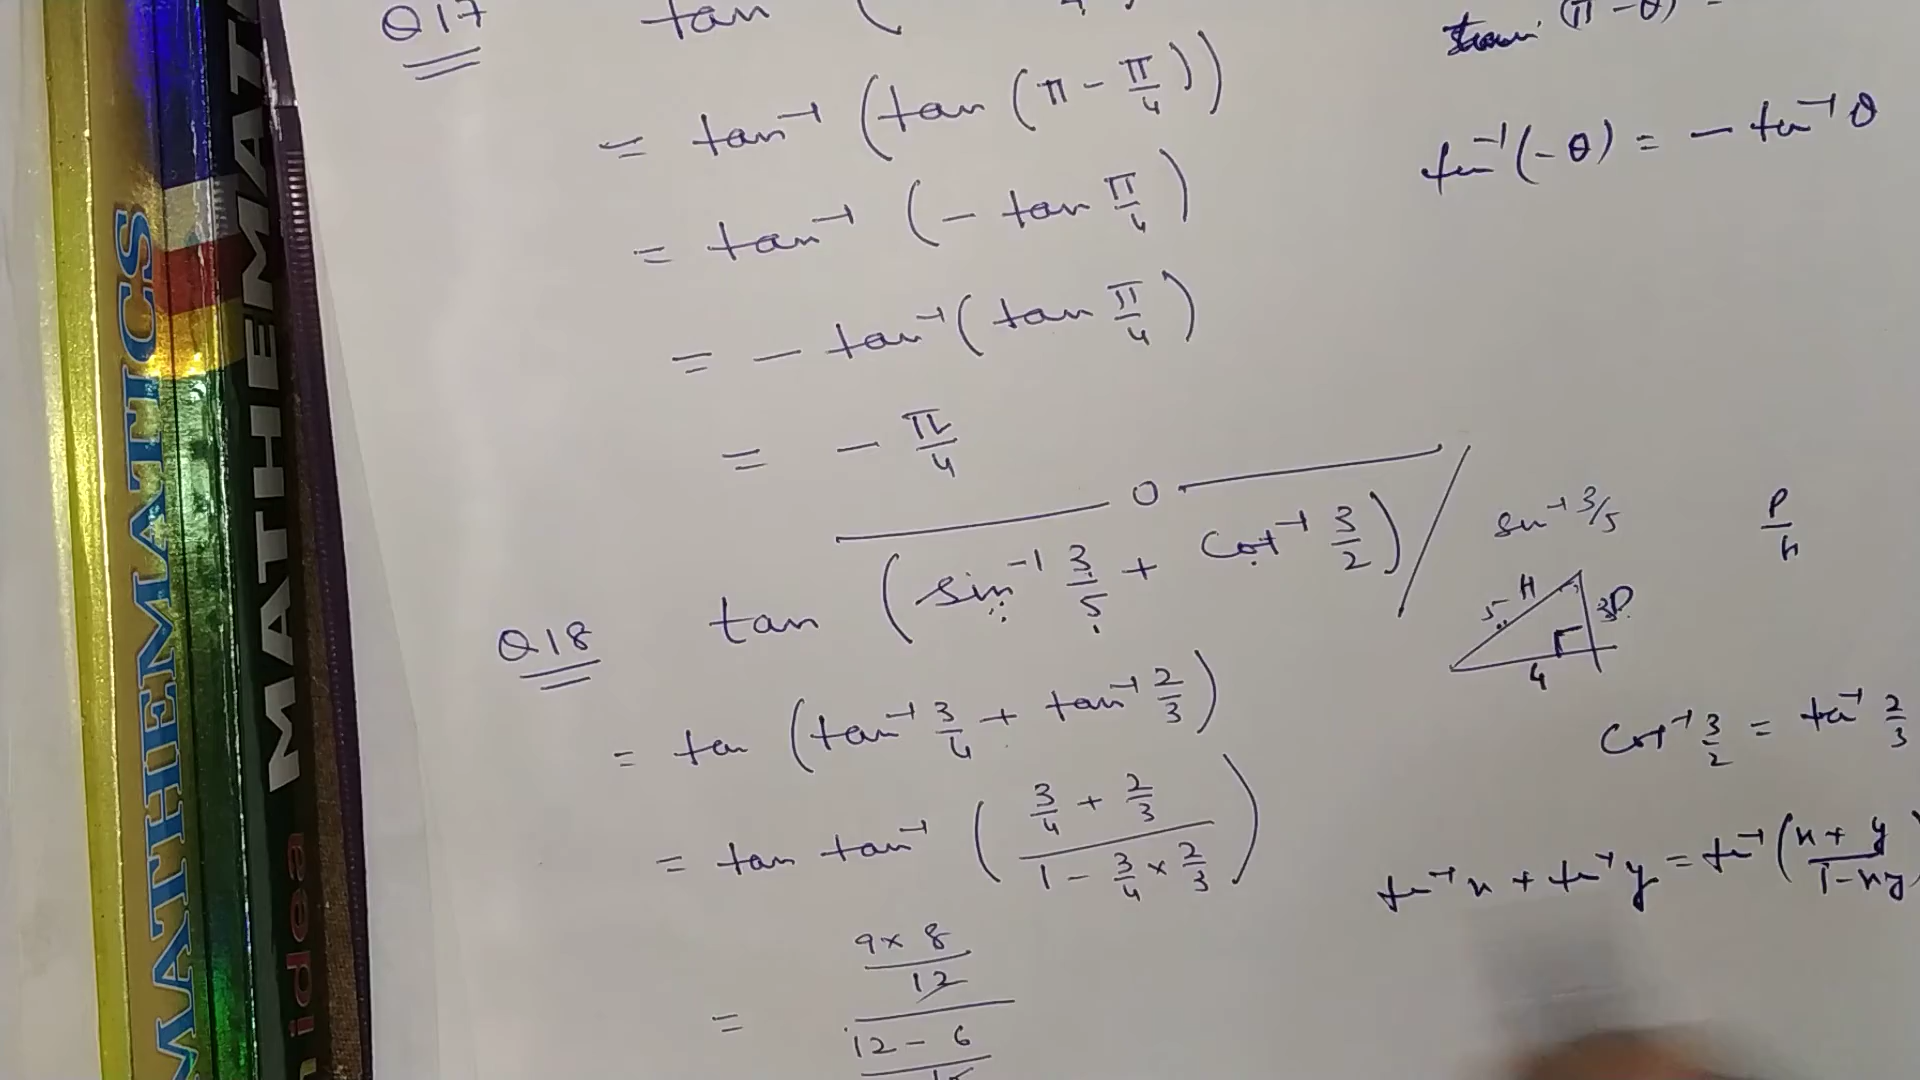 MATHEMATICS
MATHEMATICS
MATHEMAT
idea
Q17 tan (
= tan⁻¹ (tan (π - π/4))
= tan⁻¹ (- tan π/4)
= - tan⁻¹ (tan π/4)
= - π/4
(π - θ) =
tan⁻¹(-θ) = - tan⁻¹ θ
0
Q18 tan (sin⁻¹ 3/5 + Cot⁻¹ 3/2)
= tan (tan⁻¹ 3/4 + tan⁻¹ 2/3)
= tan tan⁻¹ ((3/4 + 2/3)/(1 - 3/4 × 2/3))
9 × 8
12
=
12 - 6
sin⁻¹ 3/5
P/h
5 H 3 P
4
Cot⁻¹ 3/2 = tan⁻¹ 2/3
tan⁻¹ x + tan⁻¹ y = tan⁻¹ ((x + y)/(1 - xy))